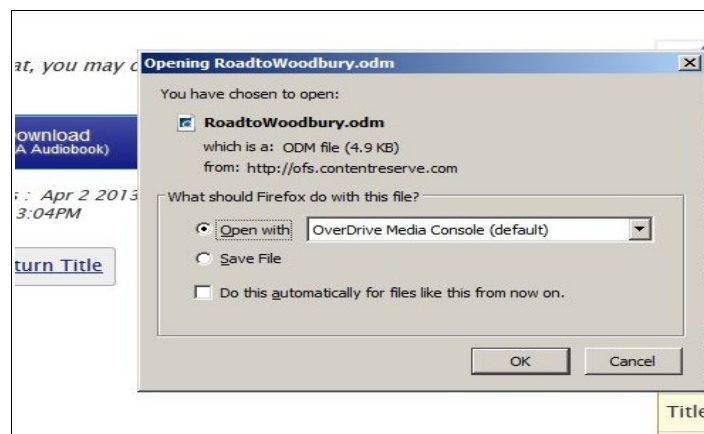 at, you may c
Opening RoadtoWoodbury.odm
You have chosen to open:
RoadtoWoodbury.odm
which is a: ODM file (4.9 KB)
from: http://ofs.contentreserve.com
What should Firefox do with this file?
Open with OverDrive Media Console (default)
Save File
Do this automatically for files like this from now on.
OK Cancel
ownload
A Audiobook)
s : Apr 2 2013
3:04PM
turn Title
Title